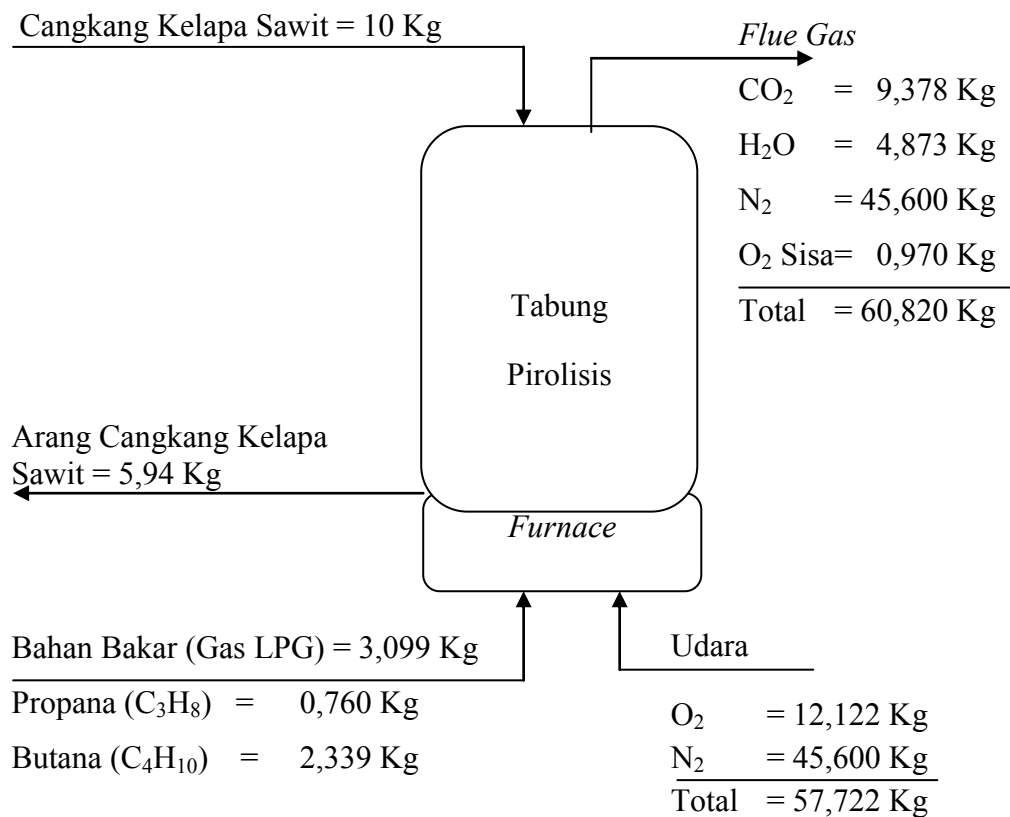 Cangkang Kelapa Sawit = 10 Kg
Flue Gas
CO₂ = 9,378 Kg
H₂O = 4,873 Kg
N₂ = 45,600 Kg
O₂ Sisa= 0,970 Kg
Total = 60,820 Kg
Tabung
Pirolisis
Arang Cangkang Kelapa
Sawit = 5,94 Kg
Furnace
Bahan Bakar (Gas LPG) = 3,099 Kg
Propana (C₃H₈) = 0,760 Kg
Butana (C₄H₁₀) = 2,339 Kg
Udara
O₂ = 12,122 Kg
N₂ = 45,600 Kg
Total = 57,722 Kg